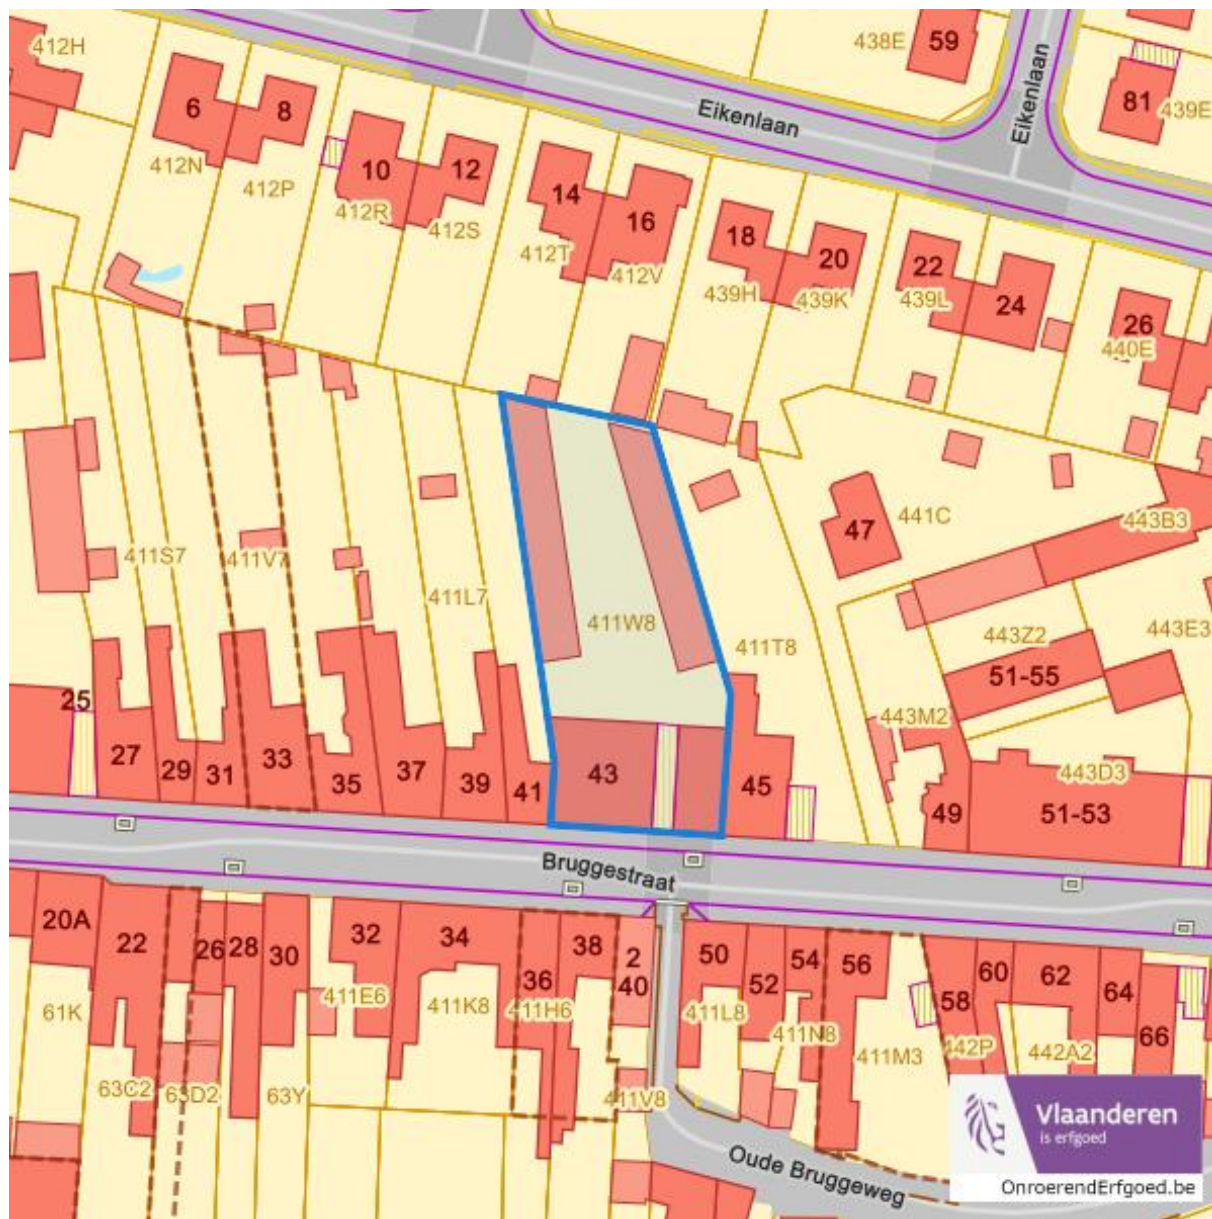 412H
438E
59
Eikenlaan
Eikenlaan
81
439E
6
8
412N
412P
10
12
412R
412S
14
16
412T
412V
18
20
439H
439K
22
24
439L
26
440E
47
441C
443B3
411S7
411V7
411L7
411W8
411T8
443Z2
443E3
51-55
443M2
443D3
25
27
29
31
33
35
37
39
41
43
45
49
51-53
Bruggestraat
20A
22
26
28
30
32
34
36
38
2
40
50
52
54
56
58
60
62
64
66
61K
63C2
63D2
63Y
411E6
411K8
411H6
411V8
411L8
411N8
411M3
442P
442A2
Oude Bruggeweg
Vlaanderen
is erfgoed
OnroerendErfgoed.be